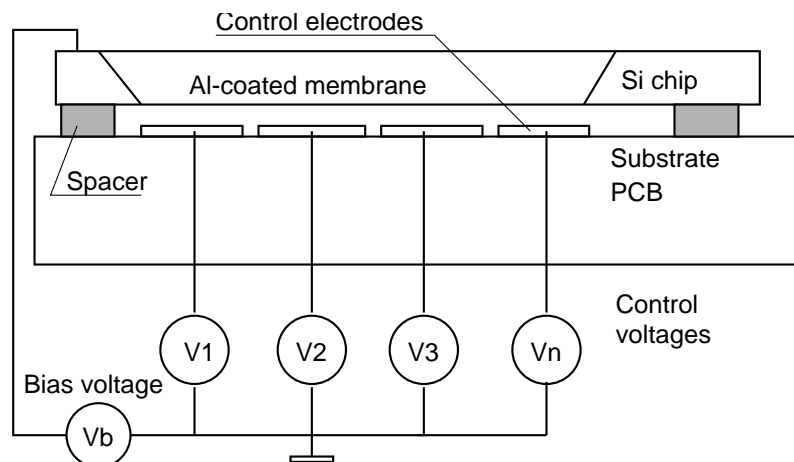 Control electrodes
Al-coated membrane
Si chip
Spacer
Substrate
PCB
V1
V2
V3
Vn
Control
voltages
Bias voltage
Vb